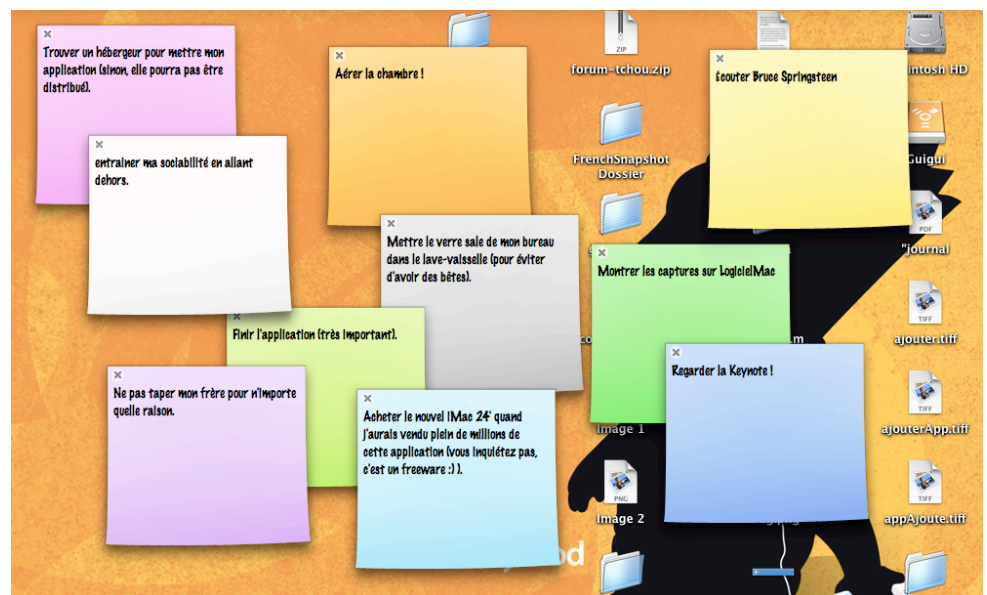 Trouver un hébergeur pour mettre mon
application (sinon, elle pourra pas être
distribué).
entrainer ma sociabilité en allant
dehors.
Aérer la chambre !
Mettre le verre sale de mon bureau
dans le lave-vaisselle (pour éviter
d'avoir des bêtes).
Finir l'application (très important).
Ne pas taper mon frère pour n'importe
quelle raison.
Acheter le nouvel iMac 24' quand
j'aurais vendu plein de millions de
cette application (vous inquiétez pas,
c'est un freeware :) ).
Écouter Bruce Springsteen
Montrer les captures sur LogicielMac
Regarder la Keynote !
ZIP
forum-tchou.zip
FrenchSnapshot
Dossier
Image 1
PNG
Image 2
intosh HD
Guigui
PDF
"journal
TIFF
ajouter.tiff
TIFF
ajouterApp.tiff
TIFF
appAjoute.tiff
od